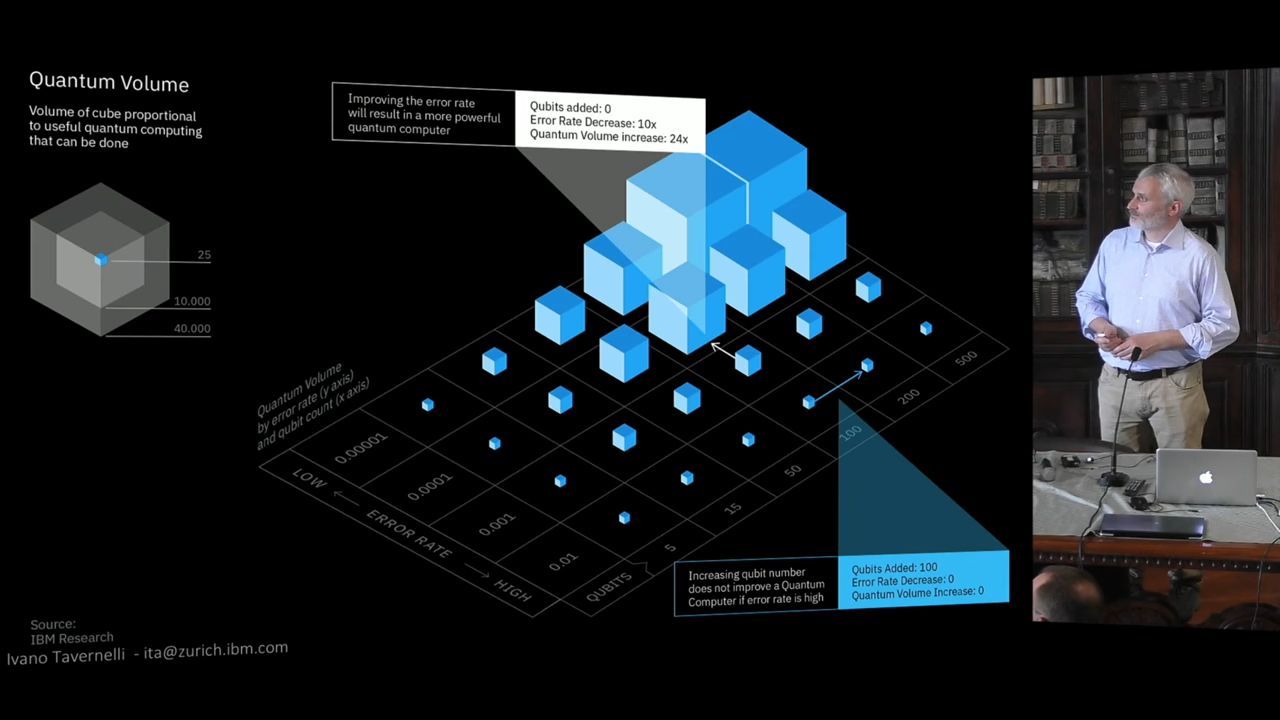 Quantum Volume
Volume of cube proportional
to useful quantum computing
that can be done
25
10.000
40.000
Improving the error rate
will result in a more powerful
quantum computer
Qubits added: 0
Error Rate Decrease: 10x
Quantum Volume increase: 24x
Quantum Volume
by error rate (y axis)
and qubit count (x axis)
0.00001
0.0001
0.001
0.01
LOW ← ERROR RATE → HIGH
QUBITS
5
15
50
100
200
500
Increasing qubit number
does not improve a Quantum
Computer if error rate is high
Qubits Added: 100
Error Rate Decrease: 0
Quantum Volume Increase: 0
Source:
IBM Research
Ivano Tavernelli - ita@zurich.ibm.com